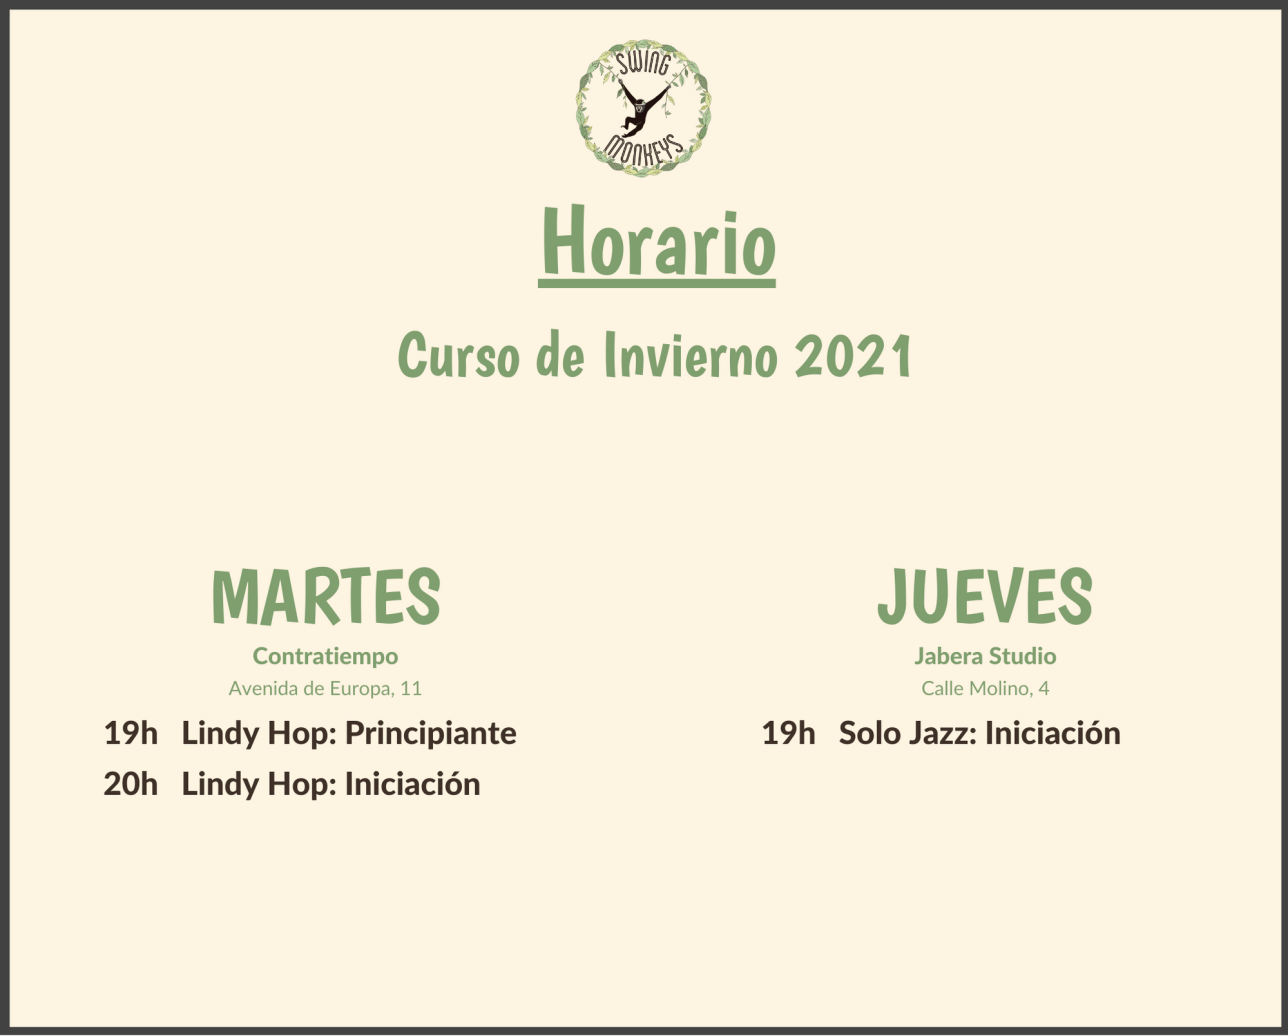 SWING
MONKEYS
Horario
Curso de Invierno 2021
MARTES
Contratiempo
Avenida de Europa, 11
19h Lindy Hop: Principiante
20h Lindy Hop: Iniciación
JUEVES
Jabera Studio
Calle Molino, 4
19h Solo Jazz: Iniciación